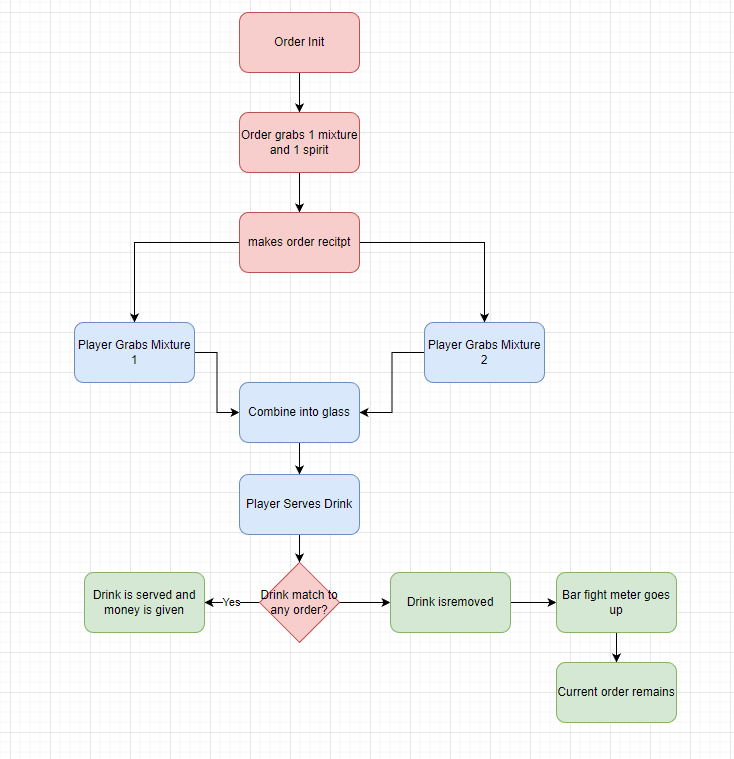 Order Init
Order grabs 1 mixture
and 1 spirit
makes order recitpt
Player Grabs Mixture
1
Player Grabs Mixture
2
Combine into glass
Player Serves Drink
Drink is served and
money is given
Yes
Drink match to
any order?
Drink isremoved
Bar fight meter goes
up
Current order remains